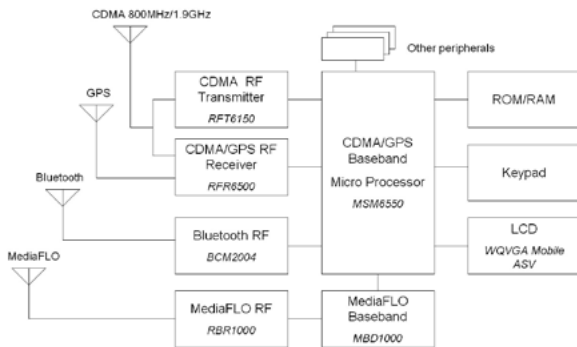 CDMA 800MHz/1.9GHz
Other peripherals
GPS
CDMA RF
Transmitter
RFT6150
CDMA/GPS RF
Receiver
RFR6500
CDMA/GPS
Baseband
Micro Processor
MSM6550
ROM/RAM
Keypad
Bluetooth
Bluetooth RF
BCM2004
LCD
WQVGA Mobile
ASV
MediaFLO
MediaFLO RF
RBR1000
MediaFLO
Baseband
MBD1000